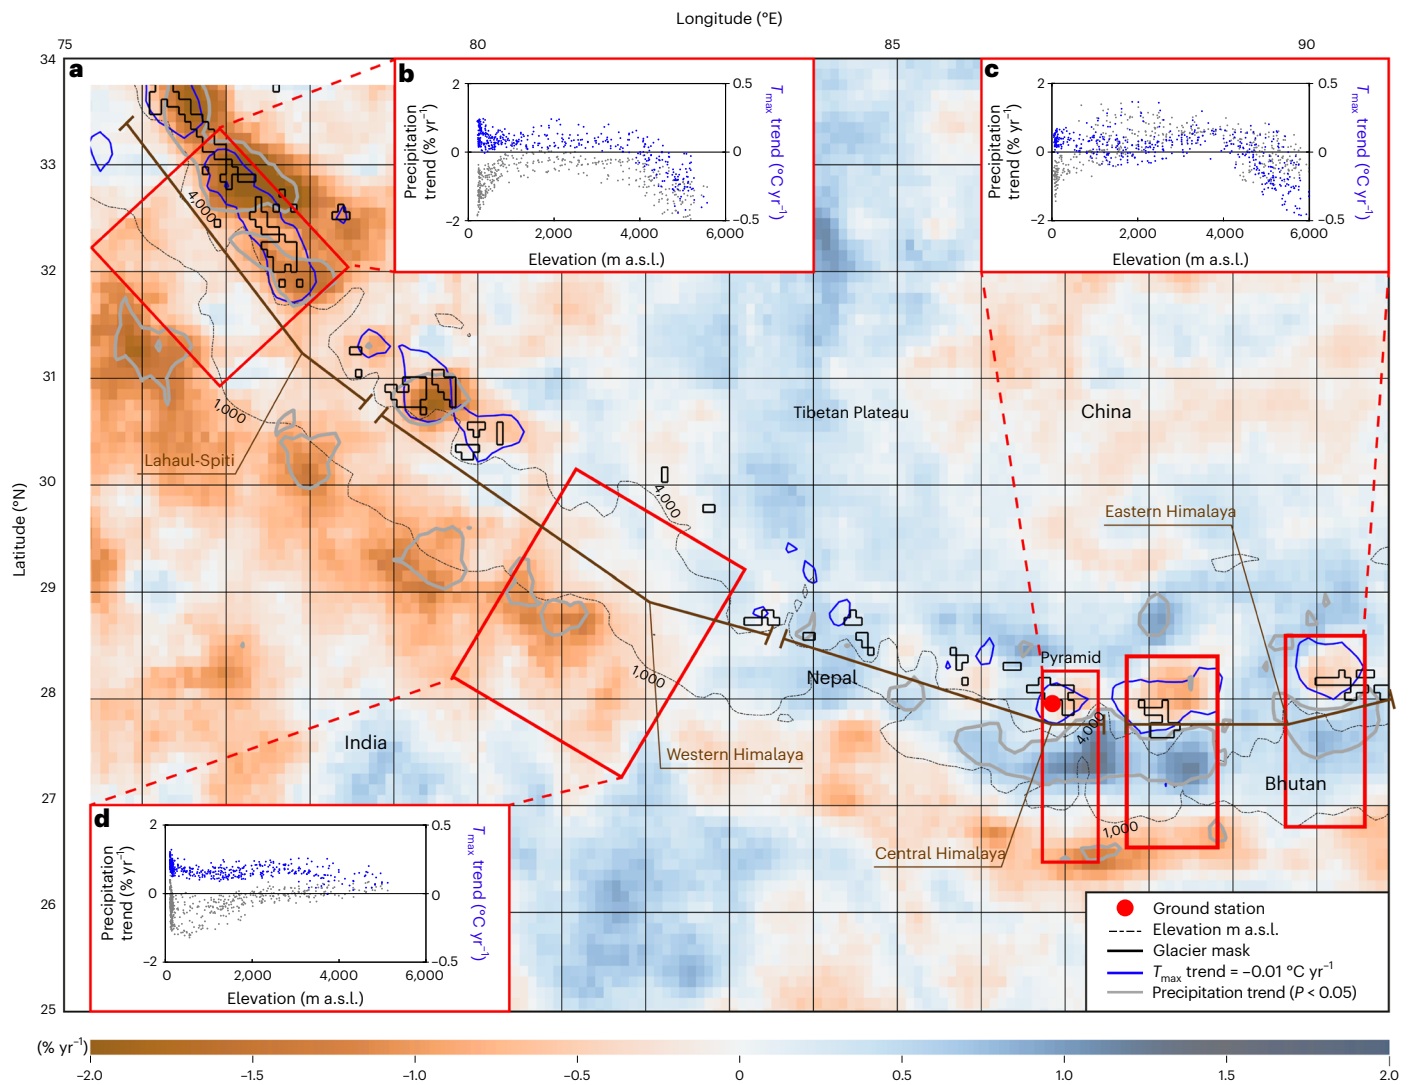 Longitude (°E)
75
80
85
90
34
33
32
31
30
29
28
27
26
25
Latitude (°N)
a
b
Precipitation
trend (% yr⁻¹)
2
0
−2
0.5
0
−0.5
Tmax trend (°C yr⁻¹)
0
2,000
4,000
6,000
Elevation (m a.s.l.)
c
Precipitation
trend (% yr⁻¹)
2
0
−2
0.5
0
−0.5
Tmax trend (°C yr⁻¹)
0
2,000
4,000
6,000
Elevation (m a.s.l.)
4,000
1,000
Lahaul-Spiti
Tibetan Plateau
China
4,000
Eastern Himalaya
Pyramid
Nepal
1,000
India
Western Himalaya
4,000
Bhutan
1,000
Central Himalaya
d
Precipitation
trend (% yr⁻¹)
2
0
−2
0.5
0
−0.5
Tmax trend (°C yr⁻¹)
0
2,000
4,000
6,000
Elevation (m a.s.l.)
Ground station
Elevation m a.s.l.
Glacier mask
Tmax trend = −0.01 °C yr⁻¹
Precipitation trend (P < 0.05)
(% yr⁻¹)
−2.0
−1.5
−1.0
−0.5
0
0.5
1.0
1.5
2.0